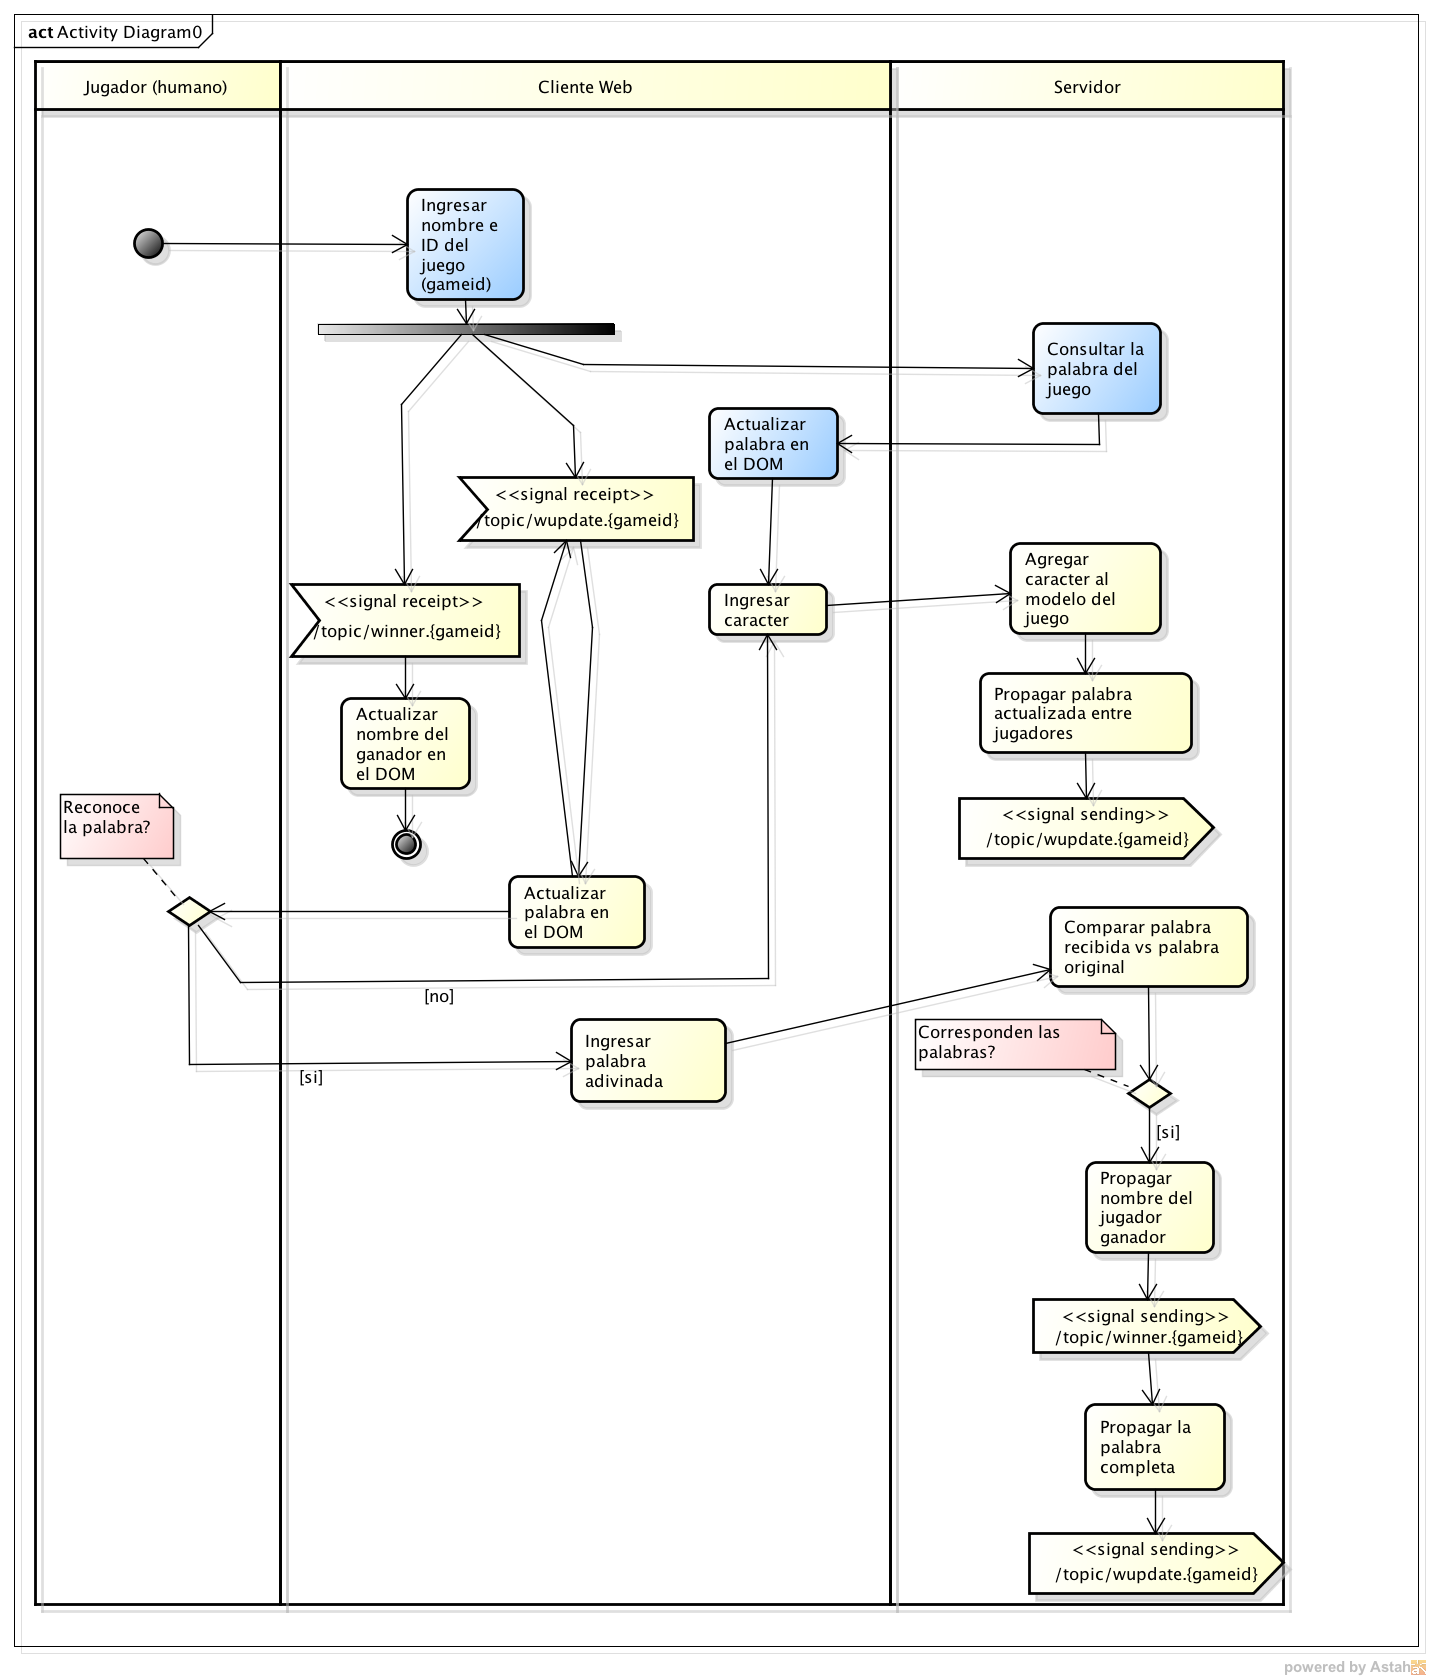 act Activity Diagram0
Jugador (humano)
Cliente Web
Servidor
Ingresar
nombre e
ID del
juego
(gameid)
Consultar la
palabra del
juego
Actualizar
palabra en
el DOM
<<signal receipt>>
/topic/wupdate.{gameid}
<<signal receipt>>
/topic/winner.{gameid}
Ingresar
caracter
Agregar
caracter al
modelo del
juego
Propagar palabra
actualizada entre
jugadores
<<signal sending>>
/topic/wupdate.{gameid}
Actualizar
nombre del
ganador en
el DOM
Reconoce
la palabra?
Actualizar
palabra en
el DOM
[no]
[si]
Ingresar
palabra
adivinada
Comparar palabra
recibida vs palabra
original
Corresponden las
palabras?
[si]
Propagar
nombre del
jugador
ganador
<<signal sending>>
/topic/winner.{gameid}
Propagar la
palabra
completa
<<signal sending>>
/topic/wupdate.{gameid}
powered by Astah